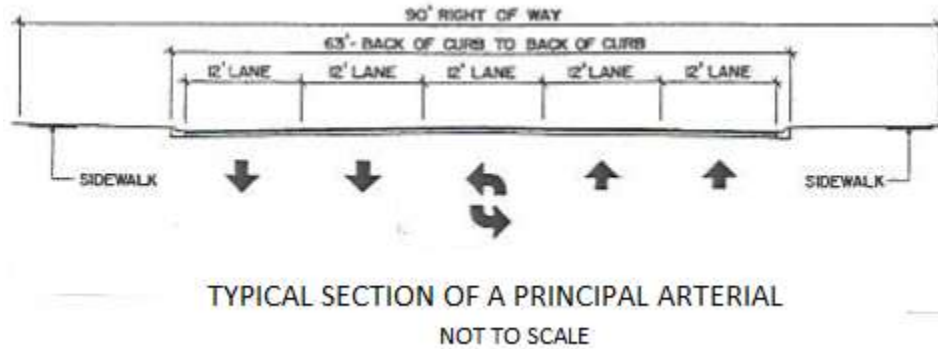 90' RIGHT OF WAY
63'- BACK OF CURB TO BACK OF CURB
12' LANE 12' LANE 12' LANE 12' LANE 12' LANE
SIDEWALK SIDEWALK
TYPICAL SECTION OF A PRINCIPAL ARTERIAL
NOT TO SCALE